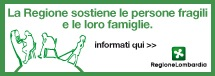 La Regione sostiene le persone fragili
e le loro famiglie.
informati qui >>
RegioneLombardia